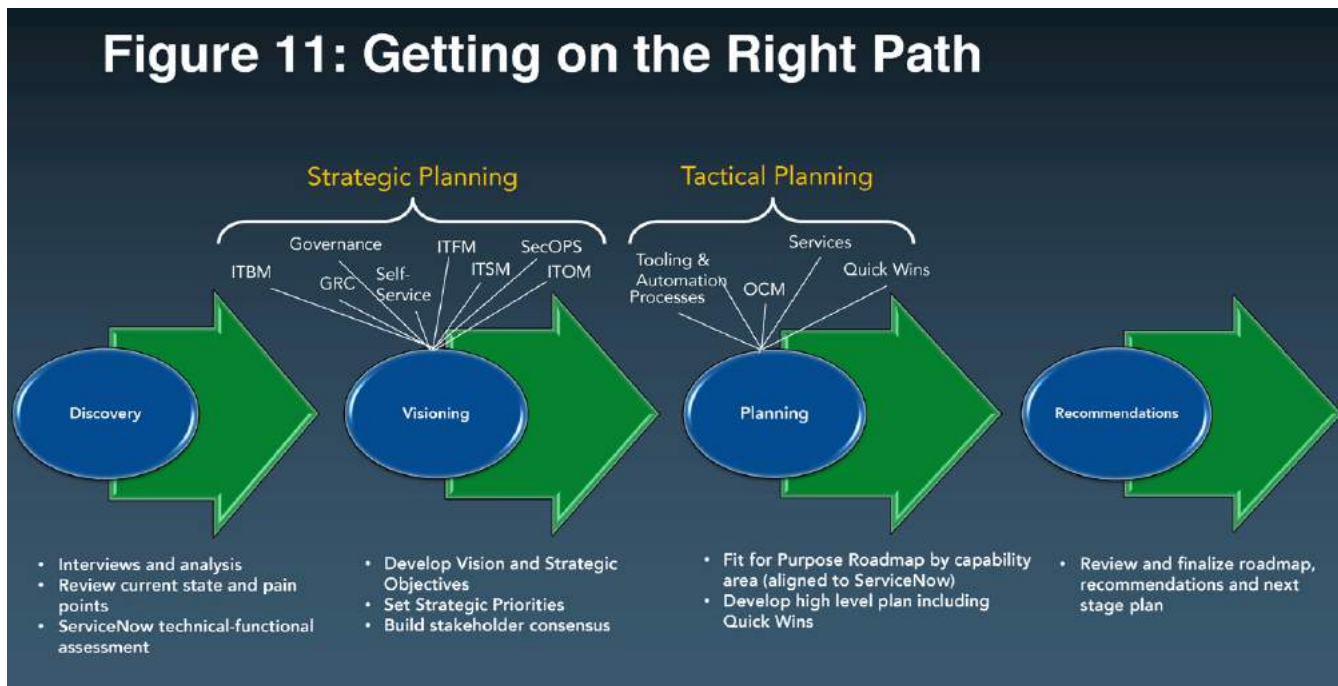 Figure 11: Getting on the Right Path
Strategic Planning
Tactical Planning
ITBM
Governance
GRC
Self-
Service
ITFM
ITSM
SecOPS
ITOM
Tooling &
Automation
Processes
OCM
Services
Quick Wins
Discovery
Visioning
Planning
Recommendations
• Interviews and analysis
• Review current state and pain
points
• ServiceNow technical-functional
assessment
• Develop Vision and Strategic
Objectives
• Set Strategic Priorities
• Build stakeholder consensus
• Fit for Purpose Roadmap by capability
area (aligned to ServiceNow)
• Develop high level plan including
Quick Wins
• Review and finalize roadmap,
recommendations and next
stage plan